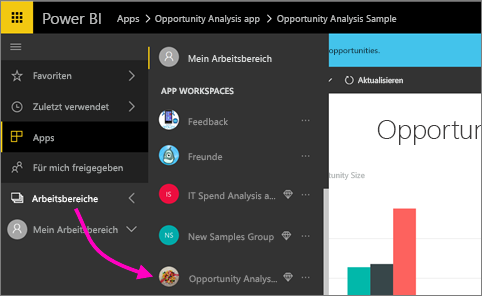 Power BI Apps > Opportunity Analysis app > Opportunity Analysis Sample
Favoriten
Zuletzt verwendet
Apps
Für mich freigegeben
Arbeitsbereiche
Mein Arbeitsbereich
Mein Arbeitsbereich
APP WORKSPACES
Feedback ...
Freunde ...
IS IT Spend Analysis a... ...
NS New Samples Group ...
Opportunity Analys... ...
opportunities.
Aktualisieren
Opportu
unity Size